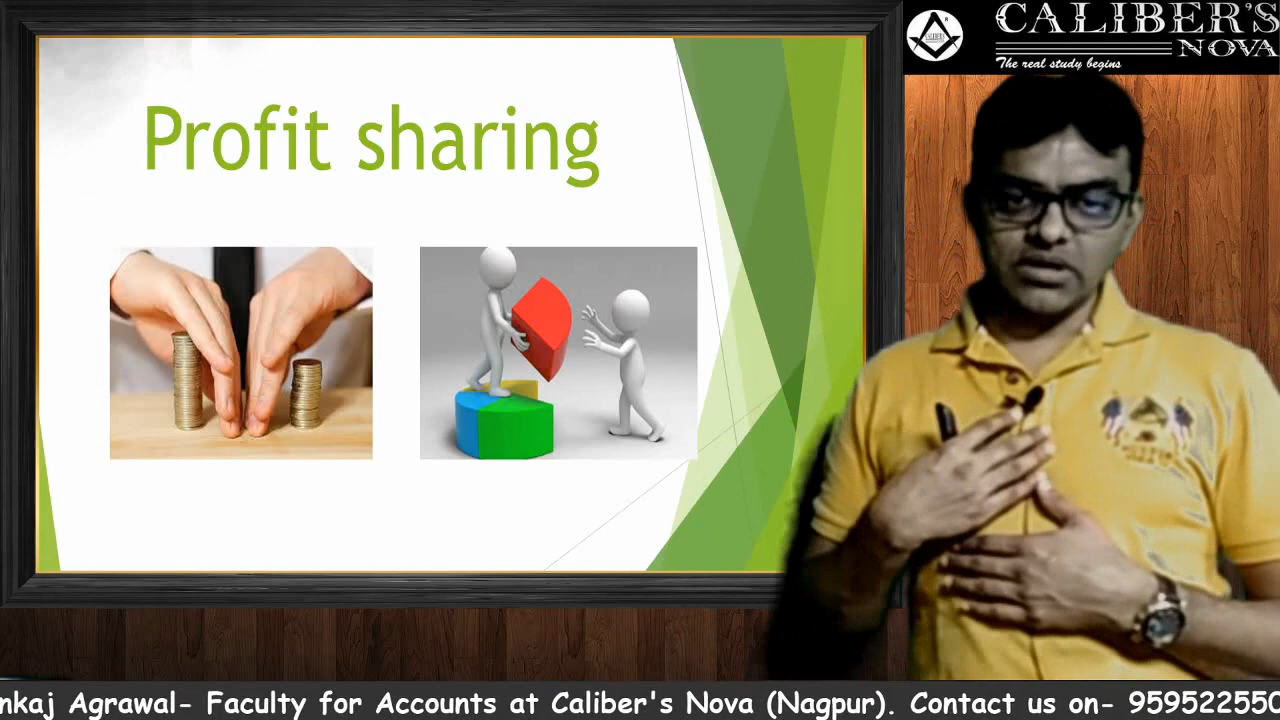 CALIBER'S
NOVA
The real study begins
Profit sharing
nkaj Agrawal- Faculty for Accounts at Caliber's Nova (Nagpur). Contact us on- 959522550